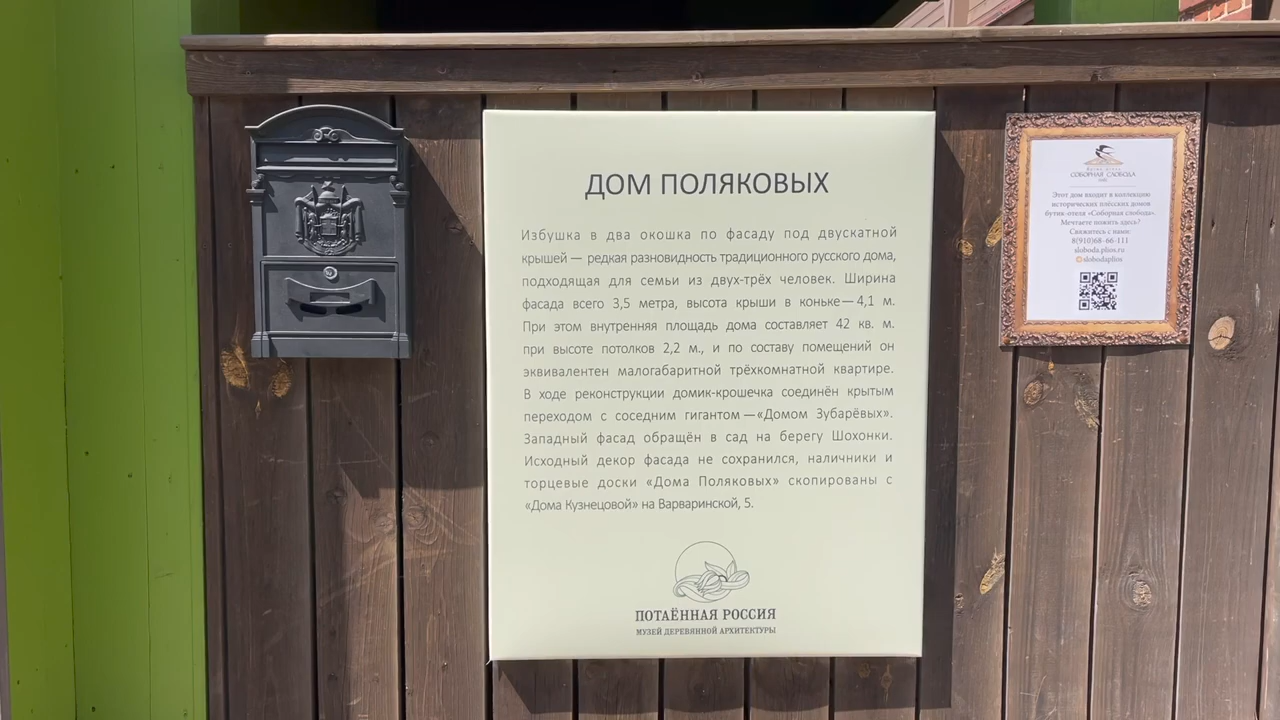 ДОМ ПОЛЯКОВЫХ
Избушка в два окошка по фасаду под двускатной
крышей — редкая разновидность традиционного русского дома,
подходящая для семьи из двух-трёх человек. Ширина
фасада всего 3,5 метра, высота крыши в коньке — 4,1 м.
При этом внутренняя площадь дома составляет 42 кв. м.
при высоте потолков 2,2 м., и по составу помещений он
эквивалентен малогабаритной трёхкомнатной квартире.
В ходе реконструкции домик-крошечка соединён крытым
переходом с соседним гигантом — «Домом Зубарёвых».
Западный фасад обращён в сад на берегу Шохонки.
Исходный декор фасада не сохранился, наличники и
торцевые доски «Дома Поляковых» скопированы с
«Дома Кузнецовой» на Варваринской, 5.
ПОТАЁННАЯ РОССИЯ
МУЗЕЙ ДЕРЕВЯННОЙ АРХИТЕКТУРЫ
СОБОРНАЯ СЛОБОДА
Этот дом входит в коллекцию
исторических плёсских домов
бутик-отеля «Соборная слобода».
Мечтаете пожить здесь?
Свяжитесь с нами
8(910)68-66-111
sloboda.plios.ru
slobodaplios